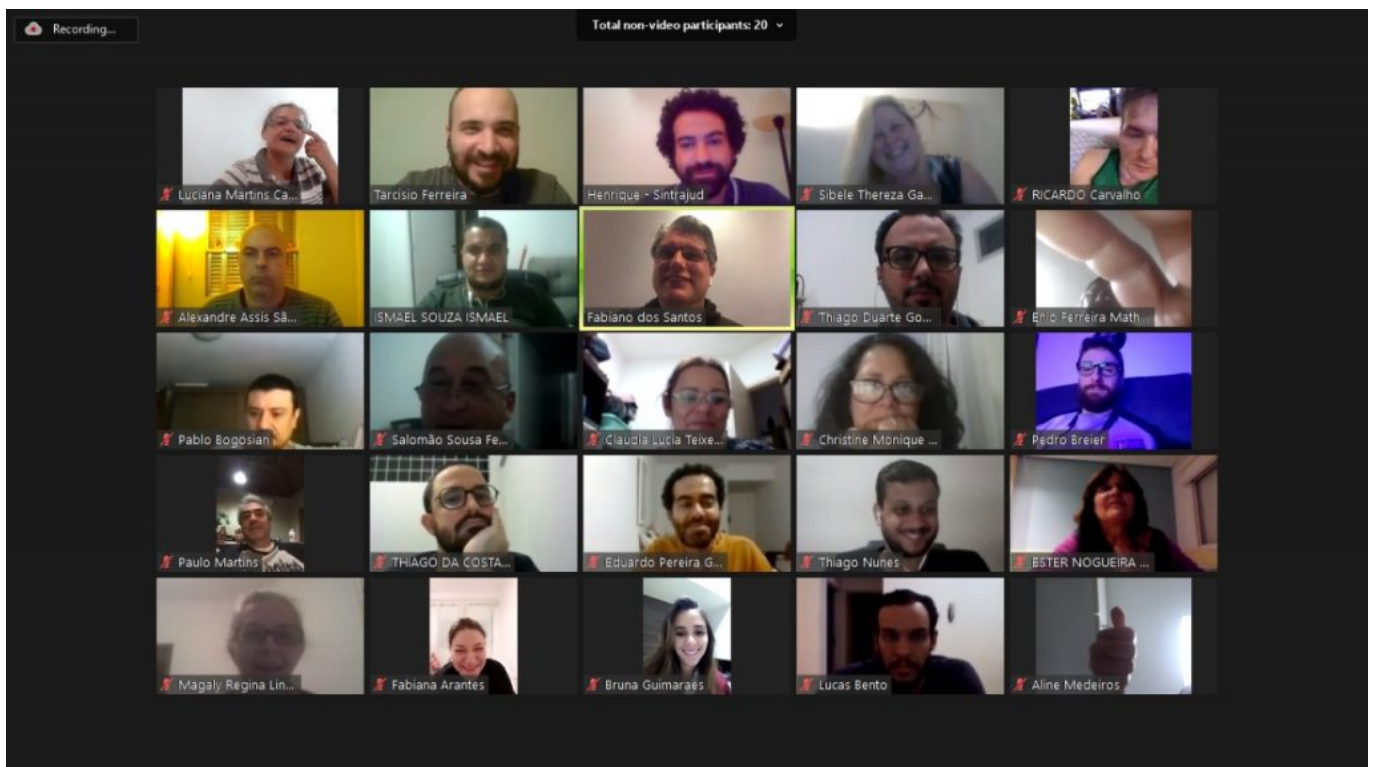 Recording...
Total non-video participants: 20
Luciana Martins Ca...
Tarcisio Ferreira
Henrique - Sintrajud
Sibele Thereza Ga...
RICARDO Carvalho
Alexandre Assis Sã...
ISMAEL SOUZA ISMAEL
Fabiano dos Santos
Thiago Duarte Go...
Enio Ferreira Math...
Pablo Bogosian
Salomão Sousa Fe...
Claudia Lucia Teixe...
Christine Monique ...
Pedro Breier
Paulo Martins
THIAGO DA COSTA...
Eduardo Pereira G...
Thiago Nunes
ESTER NOGUEIRA ...
Magaly Regina Lin...
Fabiana Arantes
Bruna Guimaraes
Lucas Bento
Aline Medeiros